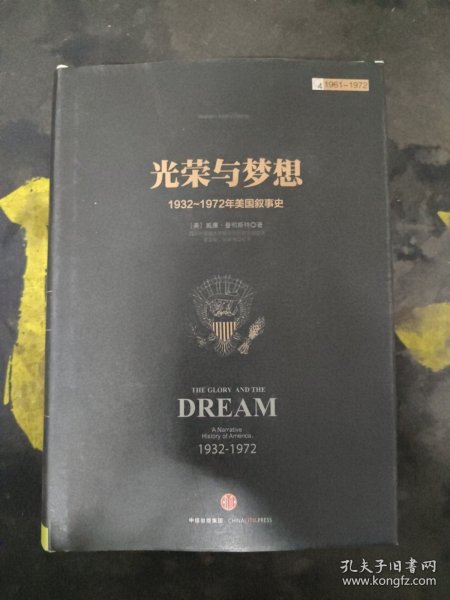 4 1961~1972
光荣与梦想
1932~1972年美国叙事史
[美] 威廉·曼彻斯特◎著
THE GLORY AND THE
DREAM
A Narrative
History of America,
1932-1972
中信出版集团 CHINACITICPRESS
孔夫子旧书网
www.kongfz.com